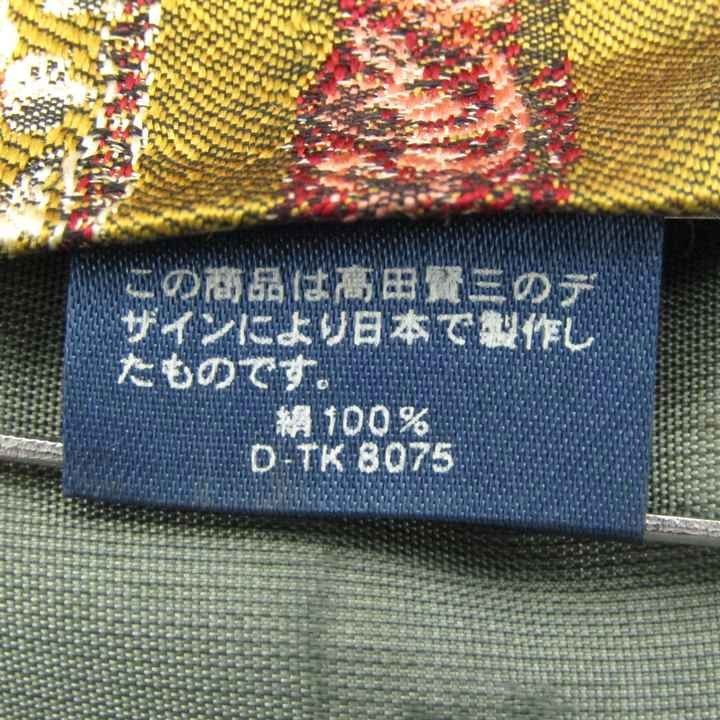 この商品は髙田賢三のデ
ザインにより日本で製作し
たものです。
絹100%
D-TK 8075